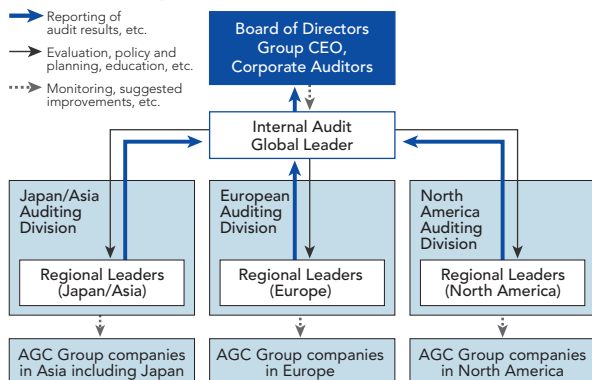 Reporting of
audit results, etc.
Evaluation, policy and
planning, education, etc.
Monitoring, suggested
improvements, etc.
Board of Directors
Group CEO,
Corporate Auditors
Internal Audit
Global Leader
Japan/Asia
Auditing
Division
Regional Leaders
(Japan/Asia)
European
Auditing
Division
Regional Leaders
(Europe)
North
America
Auditing
Division
Regional Leaders
(North America)
AGC Group companies
in Asia including Japan
AGC Group companies
in Europe
AGC Group companies
in North America